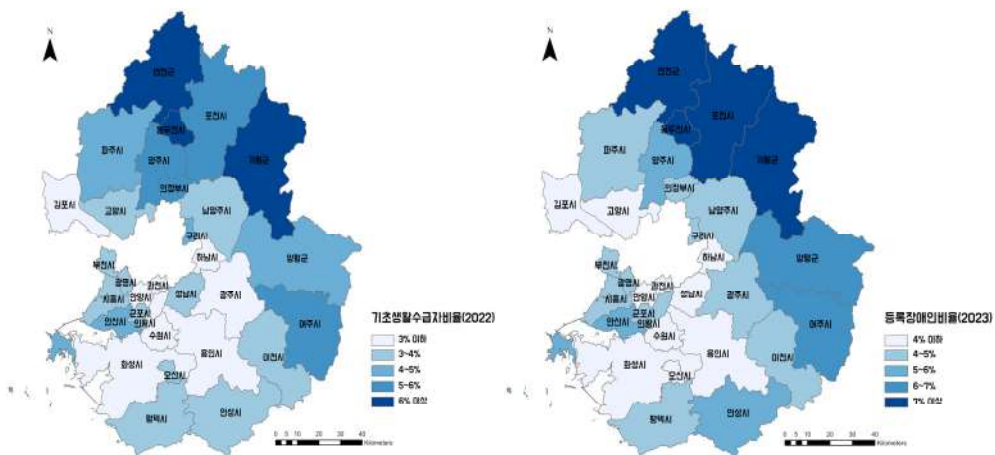 N
연천군
포천시
동두천시
가평군
파주시
양주시
의정부시
김포시
고양시
남양주시
구리시
하남시
양평군
부천시
광명시
과천시
시흥시
안양시
성남시
광주시
군포시
안산시
의왕시
수원시
여주시
이천시
용인시
화성시
오산시
평택시
안성시
기초생활수급자비율(2022)
3% 이하
3~4%
4~5%
5~6%
6% 이상
0 5 10 20 30 40
Kilometers
N
연천군
포천시
동두천시
가평군
파주시
양주시
의정부시
김포시
고양시
남양주시
구리시
하남시
양평군
부천시
광명시
과천시
시흥시
안양시
성남시
광주시
군포시
안산시
의왕시
수원시
여주시
이천시
용인시
화성시
오산시
평택시
안성시
등록장애인비율(2023)
4% 이하
4~5%
5~6%
6~7%
7% 이상
0 5 10 20 30 40
Kilometers